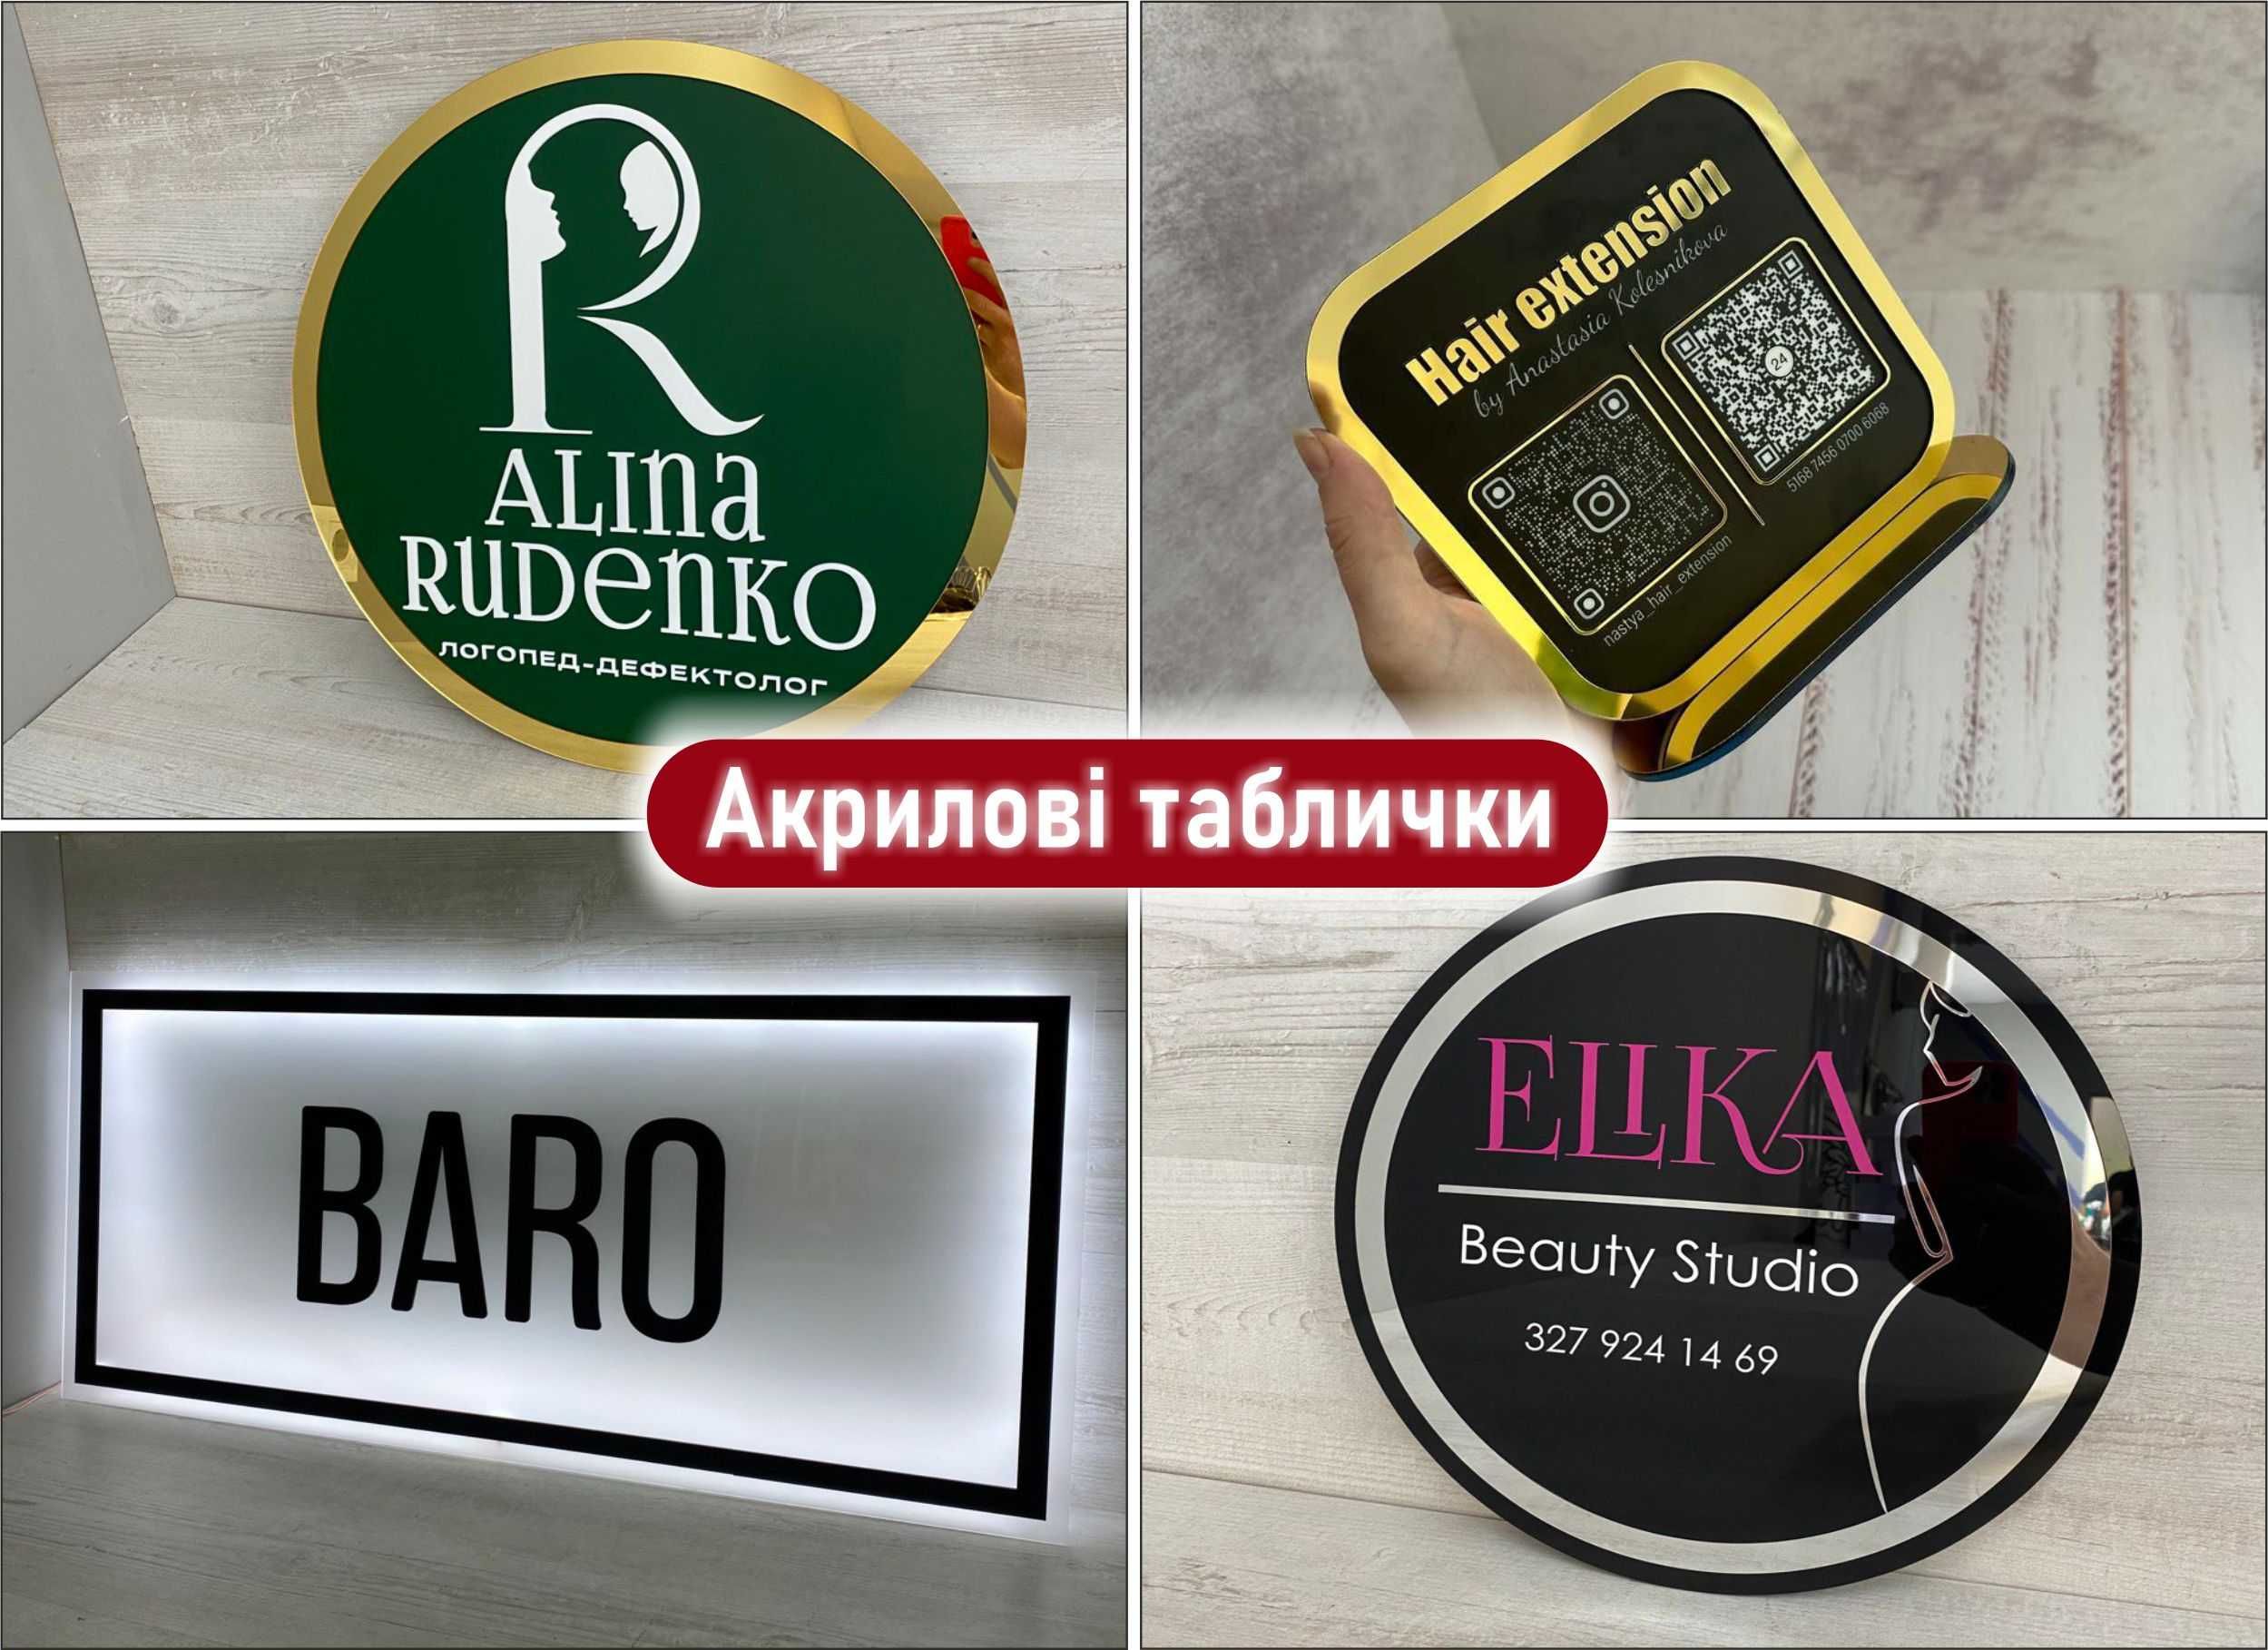 R
ALINA
RUDENKO
ЛОГОПЕД-ДЕФЕКТОЛОГ
Hair extension
by Anastasia Kolesnikova
24
nastya_hair_extension
5168 7456 0700 6068
Акрилові таблички
BARO
ELIKA
Beauty Studio
327 924 14 69